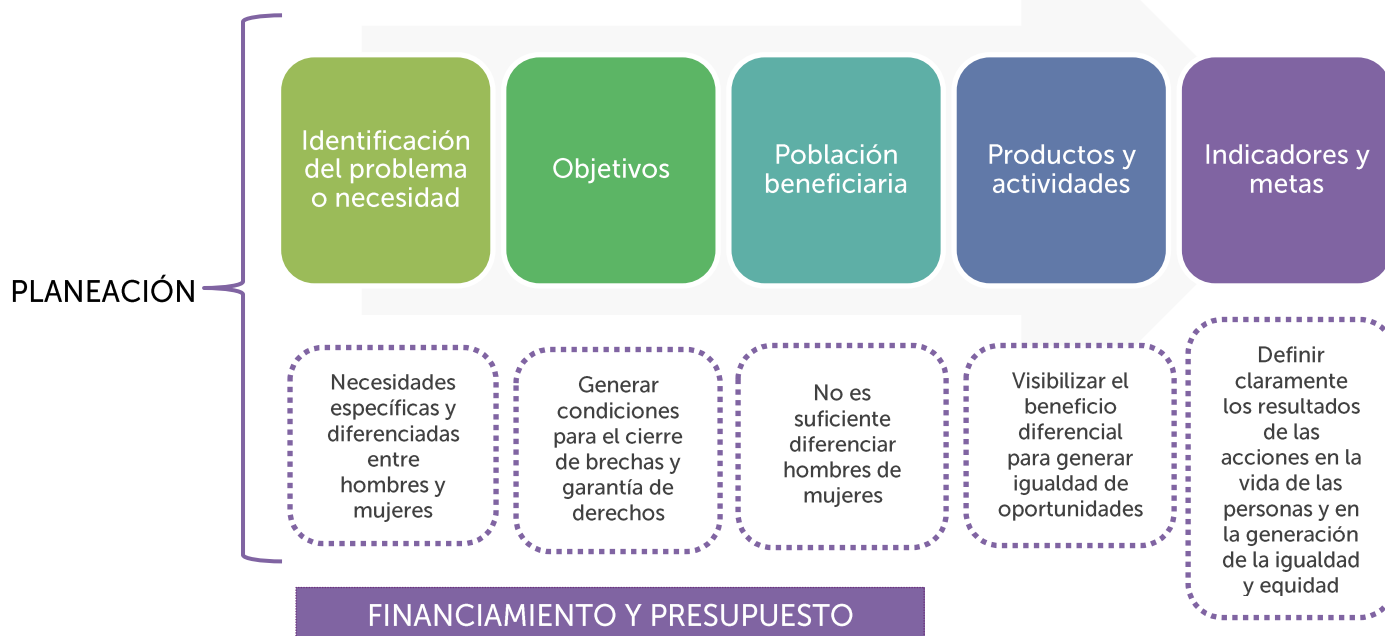 PLANEACIÓN
Identificación
del problema
o necesidad
Objetivos
Población
beneficiaria
Productos y
actividades
Indicadores y
metas
Necesidades
específicas y
diferenciadas
entre
hombres y
mujeres
Generar
condiciones
para el cierre
de brechas y
garantía de
derechos
No es
suficiente
diferenciar
hombres de
mujeres
Visibilizar el
beneficio
diferencial
para generar
igualdad de
oportunidades
Definir
claramente
los resultados
de las
acciones en la
vida de las
personas y en
la generación
de la igualdad
y equidad
FINANCIAMIENTO Y PRESUPUESTO